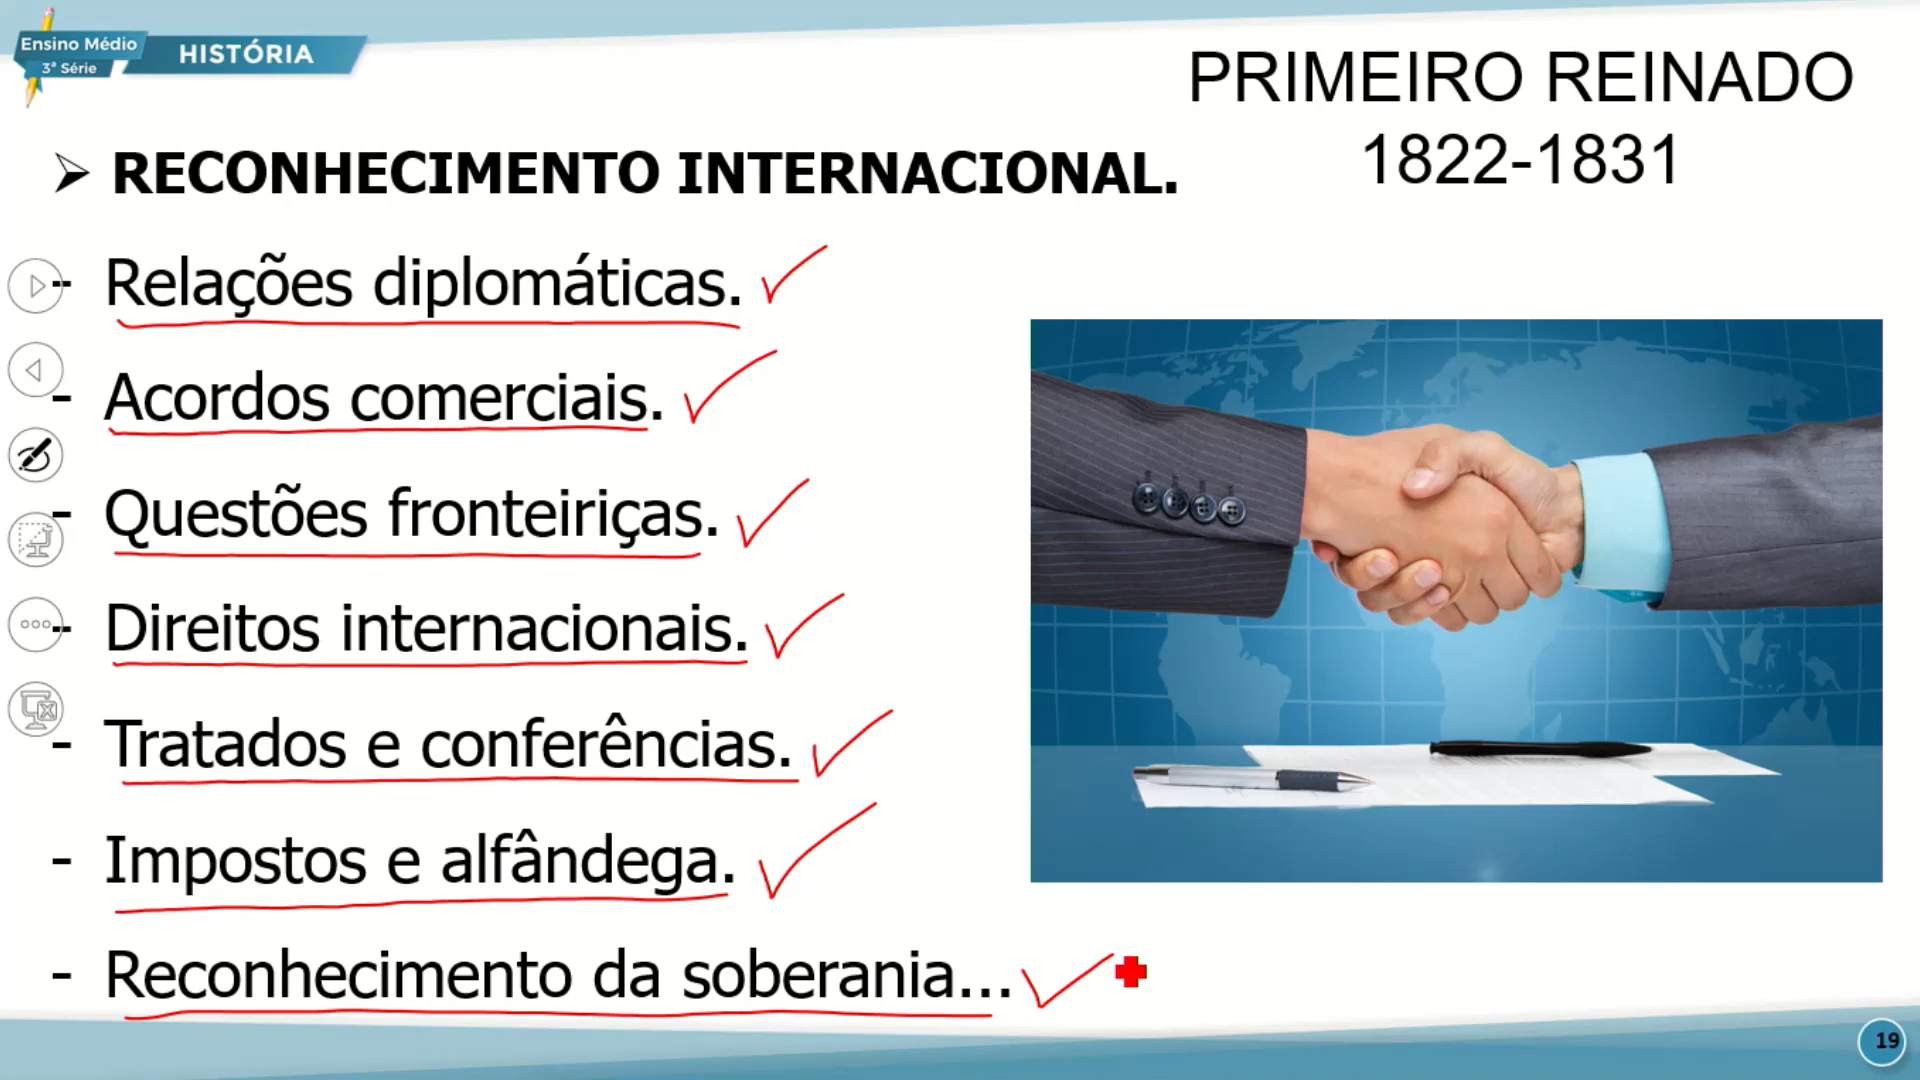 Ensino Médio
3ª Série
HISTÓRIA
PRIMEIRO REINADO
1822-1831
➢ RECONHECIMENTO INTERNACIONAL.
- Relações diplomáticas.
- Acordos comerciais.
- Questões fronteiriças.
- Direitos internacionais.
- Tratados e conferências.
- Impostos e alfândega.
- Reconhecimento da soberania...
19